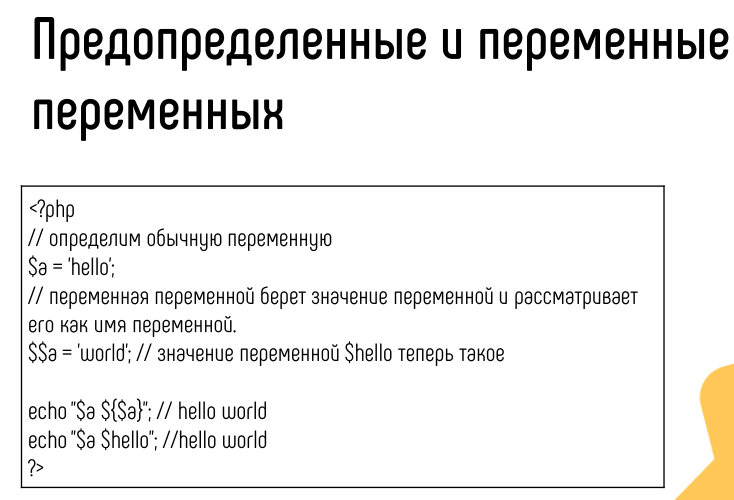 Предопределенные и переменные
переменных
<?php
// определим обычную переменную
$a = 'hello';
// переменная переменной берет значение переменной и рассматривает
его как имя переменной.
$$a = 'world'; // значение переменной $hello теперь такое
echo "$a ${$a}"; // hello world
echo "$a $hello"; //hello world
?>